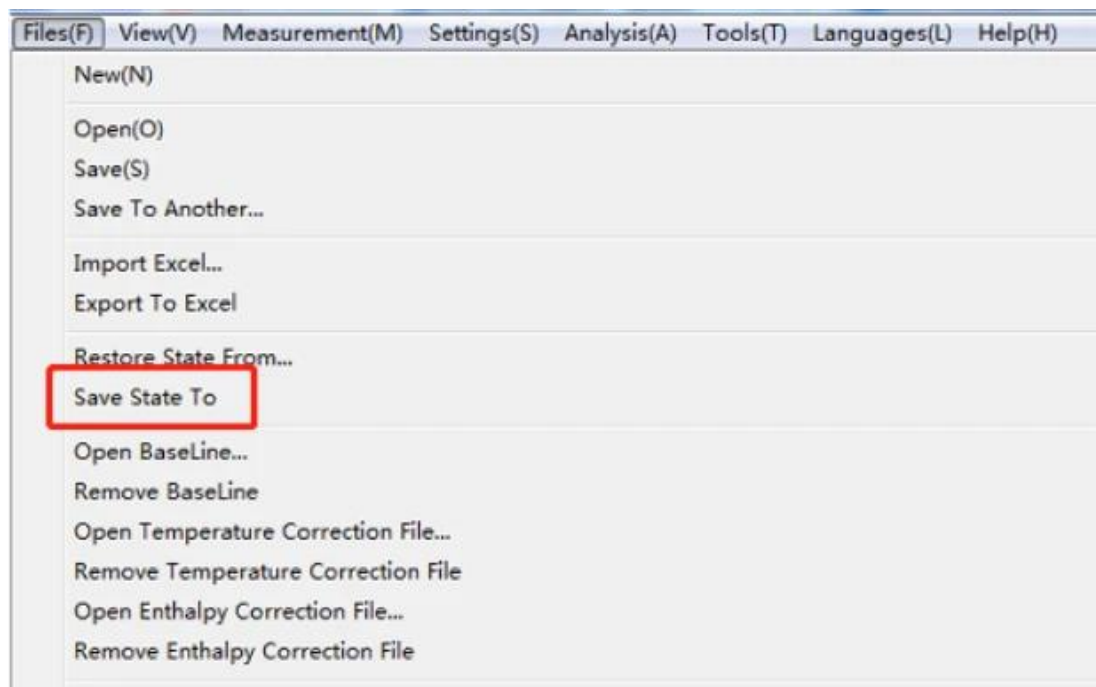 Files(F) View(V) Measurement(M) Settings(S) Analysis(A) Tools(T) Languages(L) Help(H)
New(N)
Open(O)
Save(S)
Save To Another...
Import Excel...
Export To Excel
Restore State From...
Save State To
Open BaseLine...
Remove BaseLine
Open Temperature Correction File...
Remove Temperature Correction File
Open Enthalpy Correction File...
Remove Enthalpy Correction File